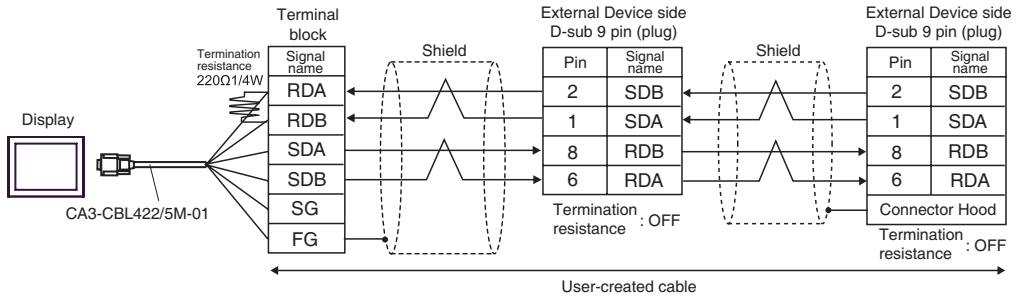 Display
CA3-CBL422/5M-01
Termination
resistance
220Ω1/4W
Terminal
block
Signal
name
RDA
RDB
SDA
SDB
SG
FG
Shield
External Device side
D-sub 9 pin (plug)
Pin Signal
name
2 SDB
1 SDA
8 RDB
6 RDA
Termination
resistance : OFF
Shield
External Device side
D-sub 9 pin (plug)
Pin Signal
name
2 SDB
1 SDA
8 RDB
6 RDA
Connector Hood
Termination
resistance : OFF
User-created cable